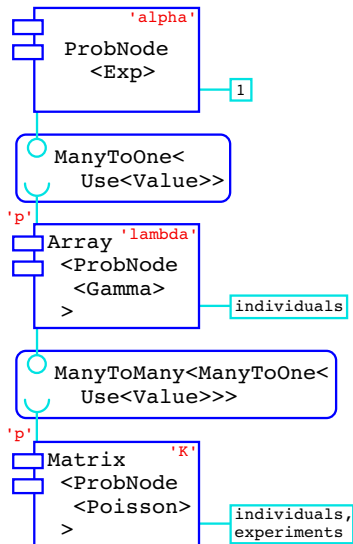 'alpha'
ProbNode
<Exp>
1
ManyToOne<
Use<Value>>
'p'
'lambda'
Array
<ProbNode
<Gamma>
>
individuals
ManyToMany<ManyToOne<
Use<Value>>>
'p'
'K'
Matrix
<ProbNode
<Poisson>
>
individuals,
experiments